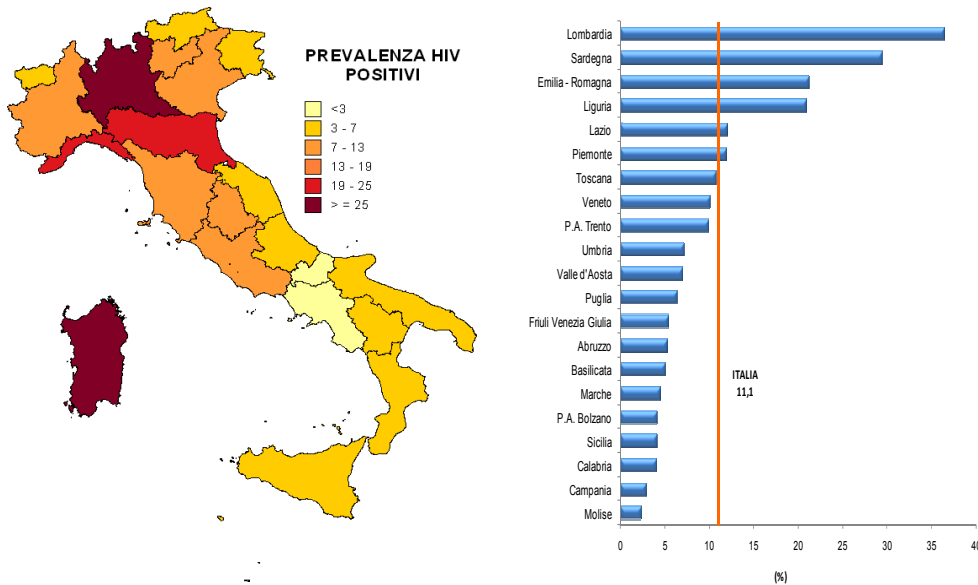 PREVALENZA HIV
POSITIVI
<3
3 - 7
7 - 13
13 - 19
19 - 25
> = 25
Lombardia
Sardegna
Emilia - Romagna
Liguria
Lazio
Piemonte
Toscana
Veneto
P.A. Trento
Umbria
Valle d'Aosta
Puglia
Friuli Venezia Giulia
Abruzzo
Basilicata
Marche
P.A. Bolzano
Sicilia
Calabria
Campania
Molise
ITALIA
11,1
0 5 10 15 20 25 30 35 40
(%)